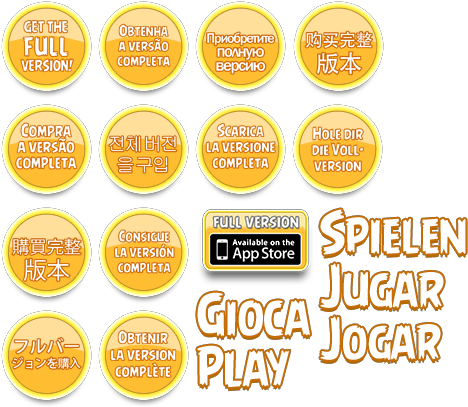 GET THE
FULL
VERSION!
OBTENHA
A VERSÃO
COMPLETA
Приобретите
полную
версию
购买完整
版本
COMPRA
A VERSÃO
COMPLETA
전체 버전
을구입
SCARICA
LA VERSIONE
COMPLETA
HOLE DIR
DIE VOLL-
VERSION
購買完整
版本
CONSIGUE
LA VERSIÓN
COMPLETA
FULL VERSION
Available on the
App Store
SPIELEN
JUGAR
JOGAR
GIOCA
PLAY
フルバー
ジョンを購入
OBTENIR
LA VERSION
COMPLÈTE